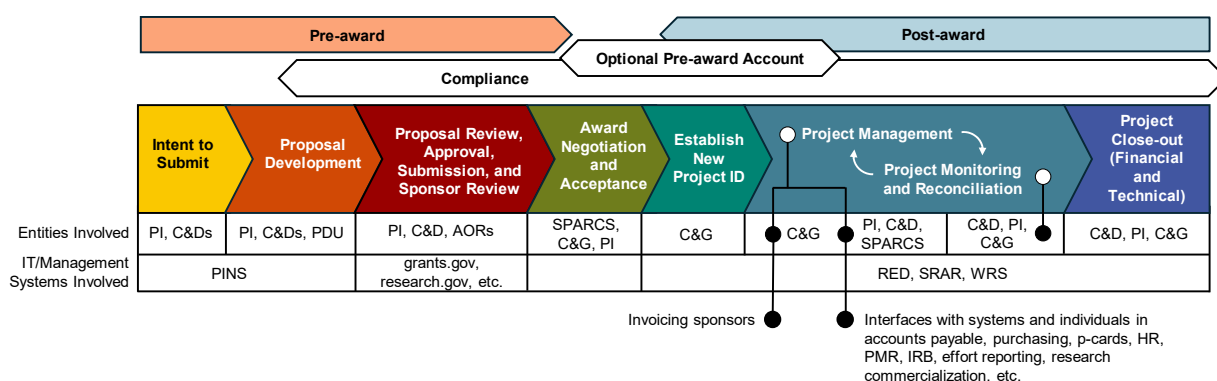 Pre-award
Post-award
Optional Pre-award Account
Compliance
Intent to
Submit
Proposal
Development
Proposal Review,
Approval,
Submission, and
Sponsor Review
Award
Negotiation
and
Acceptance
Establish
New
Project ID
Project Management
Project Monitoring
and Reconciliation
Project
Close-out
(Financial
and
Technical)
Entities Involved
PI, C&Ds
PI, C&Ds, PDU
PI, C&D, AORs
SPARCS,
C&G, PI
C&G
C&G
PI, C&D,
SPARCS
C&D, PI,
C&G
C&D, PI, C&G
IT/Management
Systems Involved
PINS
grants.gov,
research.gov, etc.
RED, SRAR, WRS
Invoicing sponsors
Interfaces with systems and individuals in
accounts payable, purchasing, p-cards, HR,
PMR, IRB, effort reporting, research
commercialization, etc.